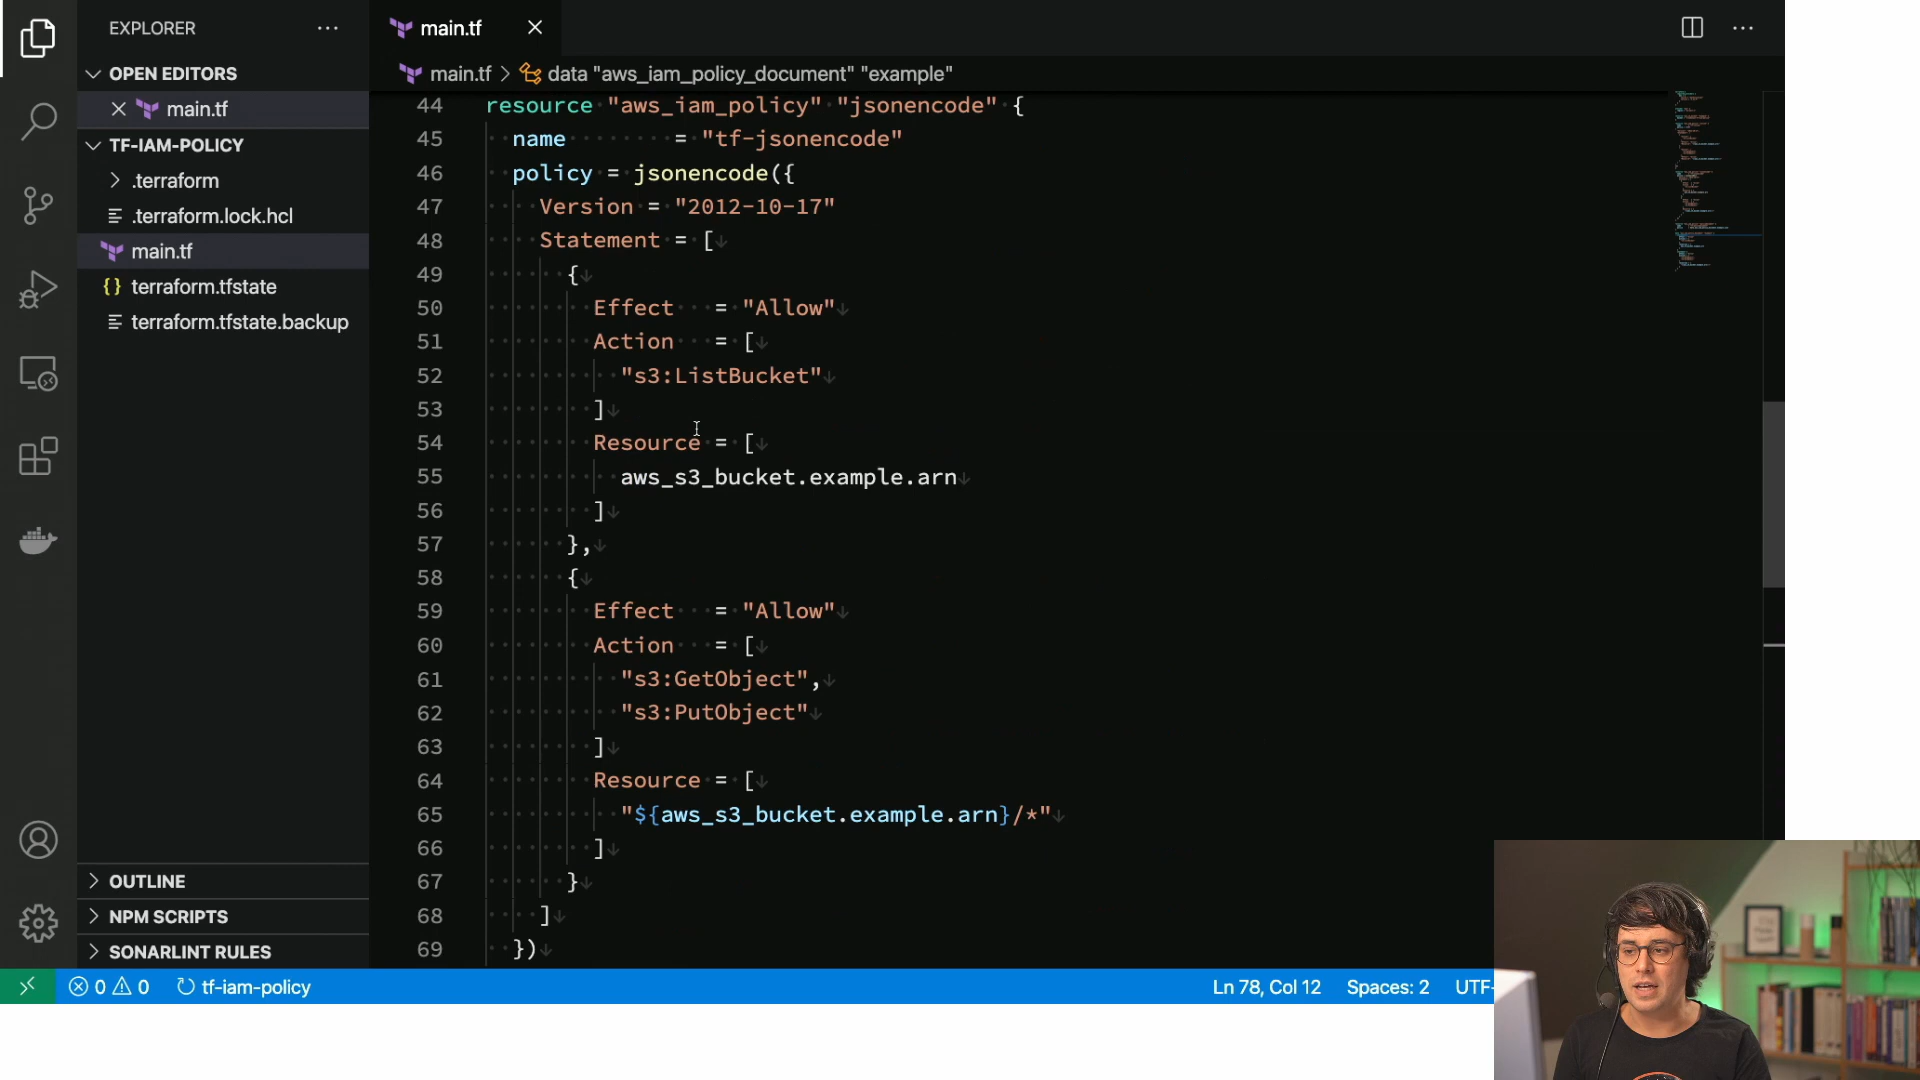 EXPLORER
OPEN EDITORS
main.tf
TF-IAM-POLICY
.terraform
.terraform.lock.hcl
main.tf
terraform.tfstate
terraform.tfstate.backup
OUTLINE
NPM SCRIPTS
SONARLINT RULES
main.tf
main.tf > data "aws_iam_policy_document" "example"
44 resource "aws_iam_policy" "jsonencode" {
45 name = "tf-jsonencode"
46 policy = jsonencode({
47 Version = "2012-10-17"
48 Statement = [
49 {
50 Effect = "Allow"
51 Action = [
52 "s3:ListBucket"
53 ]
54 Resource = [
55 aws_s3_bucket.example.arn
56 ]
57 },
58 {
59 Effect = "Allow"
60 Action = [
61 "s3:GetObject",
62 "s3:PutObject"
63 ]
64 Resource = [
65 "${aws_s3_bucket.example.arn}/*"
66 ]
67 }
68 ]
69 })
0 0 tf-iam-policy Ln 78, Col 12 Spaces: 2 UTF-